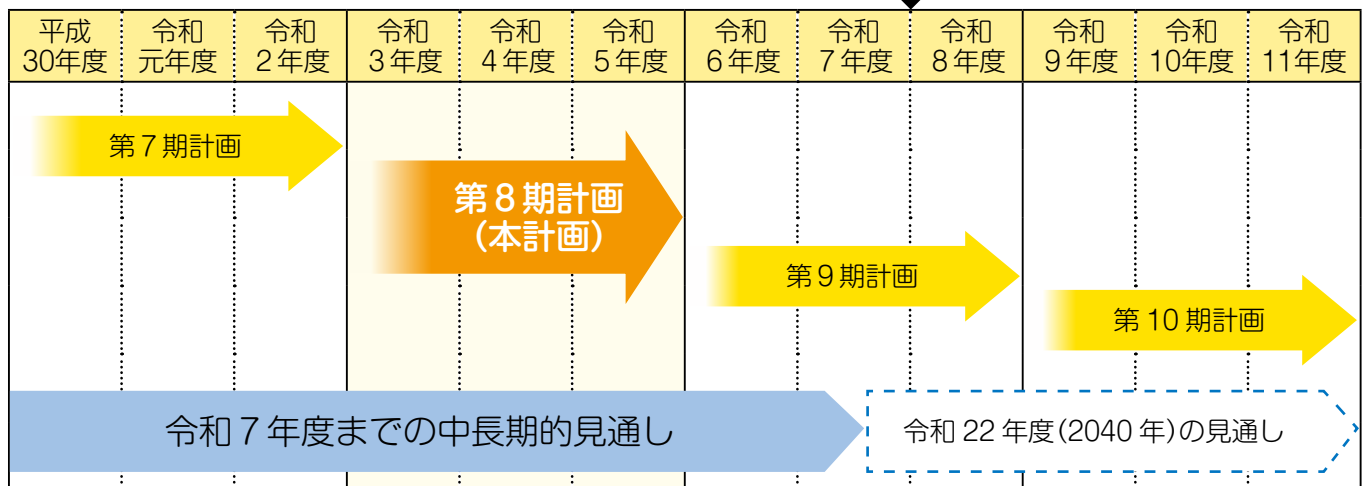 平成
30年度
令和
元年度
令和
2年度
令和
3年度
令和
4年度
令和
5年度
令和
6年度
令和
7年度
令和
8年度
令和
9年度
令和
10年度
令和
11年度
第7期計画
第8期計画
(本計画)
第9期計画
第10期計画
令和7年度までの中長期的見通し
令和22年度(2040年)の見通し